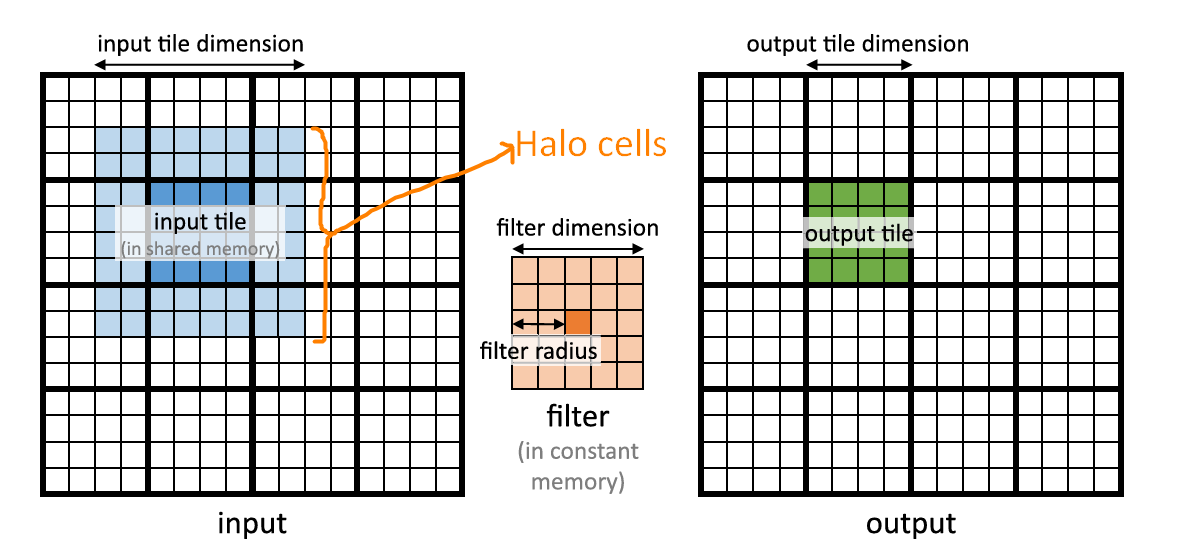 input tile dimension
output tile dimension
Halo cells
input tile
(in shared memory)
filter dimension
output tile
filter radius
filter
(in constant
memory)
input
output